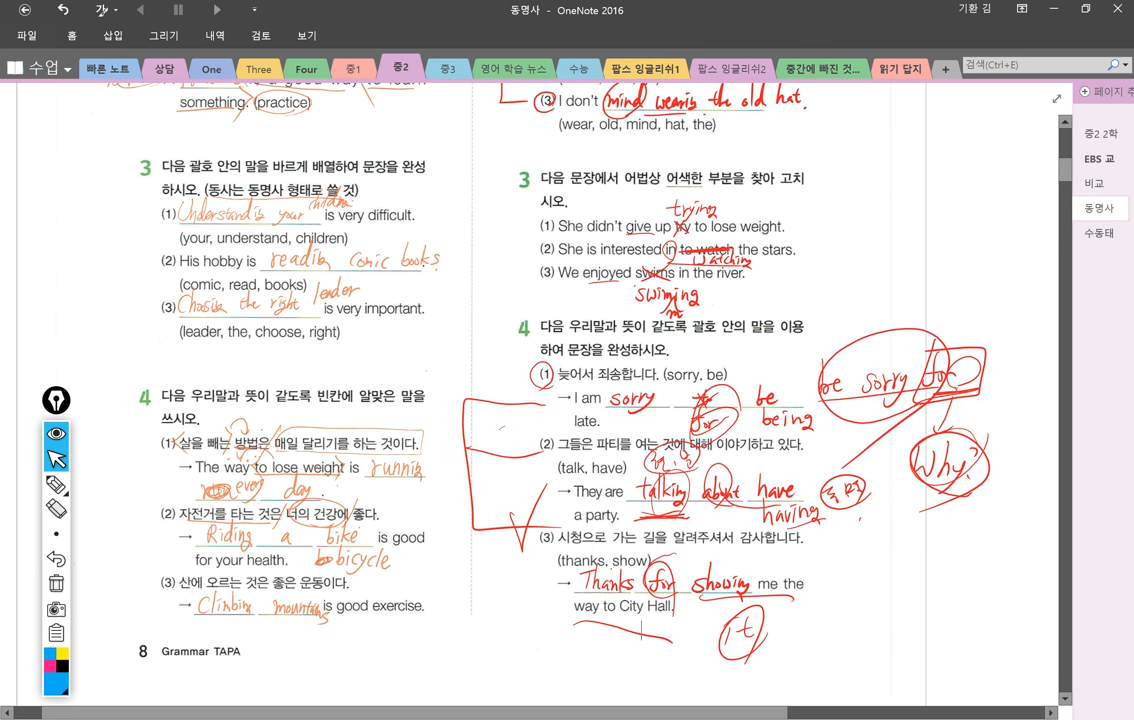 동명사 - OneNote 2016
기환 김
파일 홈 삽입 그리기 내역 검토 보기
수업 빠른 노트 상담 One Three Four 중1 중2 중3 영어 학습 뉴스 수능 팝스 잉글리쉬1 팝스 잉글리쉬2 중간에 빠진 것... 읽기 답지 +
검색(Ctrl+E)
페이지 추
중2 2학
EBS 교
비교
동명사
수동태
something. (practice)
3 다음 괄호 안의 말을 바르게 배열하여 문장을 완성
하시오. (동사는 동명사 형태로 쓸 것)
(1) Understandig your children is very difficult.
(your, understand, children)
(2) His hobby is readig comic books.
(comic, read, books)
(3) Choosig the right leader is very important.
(leader, the, choose, right)
4 다음 우리말과 뜻이 같도록 빈칸에 알맞은 말을
쓰시오.
(1) 살을 빼는 방법은 매일 달리기를 하는 것이다.
→ The way to lose weight is running
every day .
(2) 자전거를 타는 것은 너의 건강에 좋다.
→ Riding a bike is good
for your health. bicycle
(3) 산에 오르는 것은 좋은 운동이다.
→ Climbing mountains is good exercise.
8 Grammar TAPA
(3) I don't mind wearing the old hat.
(wear, old, mind, hat, the)
3 다음 문장에서 어법상 어색한 부분을 찾아 고치
시오.
trying
(1) She didn't give up try to lose weight.
(2) She is interested in to watch the stars.
watching
(3) We enjoyed swims in the river.
swiming
m
4 다음 우리말과 뜻이 같도록 괄호 안의 말을 이용
하여 문장을 완성하시오.
(1) 늦어서 죄송합니다. (sorry, be)
→ I am sorry for be
late. being
be sorry for
Why?
(2) 그들은 파티를 여는 것에 대해 이야기하고 있다.
(talk, have)
→ They are talking about have
a party. having
(3) 시청으로 가는 길을 알려주셔서 감사합니다.
(thanks, show)
→ Thanks for showing me the
way to City Hall.
it